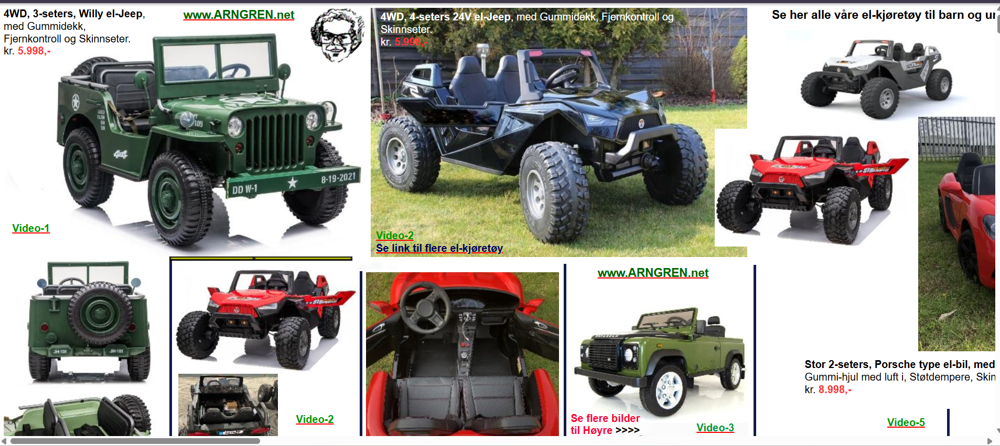 4WD, 3-seters, Willy el-Jeep,
med Gummidekk,
Fjernkontroll og Skinnseter.
kr. 5.998,-
www.ARNGREN.net
109
4x4
DD W-1
8-19-2021
Video-1
4WD, 4-seters 24V el-Jeep, med Gummidekk, Fjernkontroll og
Skinnseter.
kr. 5.998,-
Video-2
Se link til flere el-kjøretøy
Se her alle våre el-kjøretøy til barn og
JH-101
JH-101
Video-2
www.ARNGREN.net
DEFENDER
Se flere bilder
til Høyre >>>>
Video-3
Stor 2-seters, Porsche type el-bil, med
Gummi-hjul med luft i, Støtdempere, Skin
kr. 8.998,-
Video-5